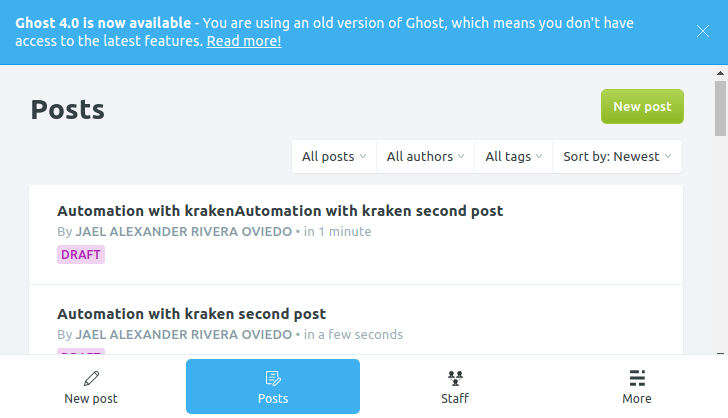 Ghost 4.0 is now available - You are using an old version of Ghost, which means you don't have
access to the latest features. Read more!
Posts
New post
All posts
All authors
All tags
Sort by: Newest
Automation with krakenAutomation with kraken second post
By JAEL ALEXANDER RIVERA OVIEDO • in 1 minute
DRAFT
Automation with kraken second post
By JAEL ALEXANDER RIVERA OVIEDO • in a few seconds
New post
Posts
Staff
More